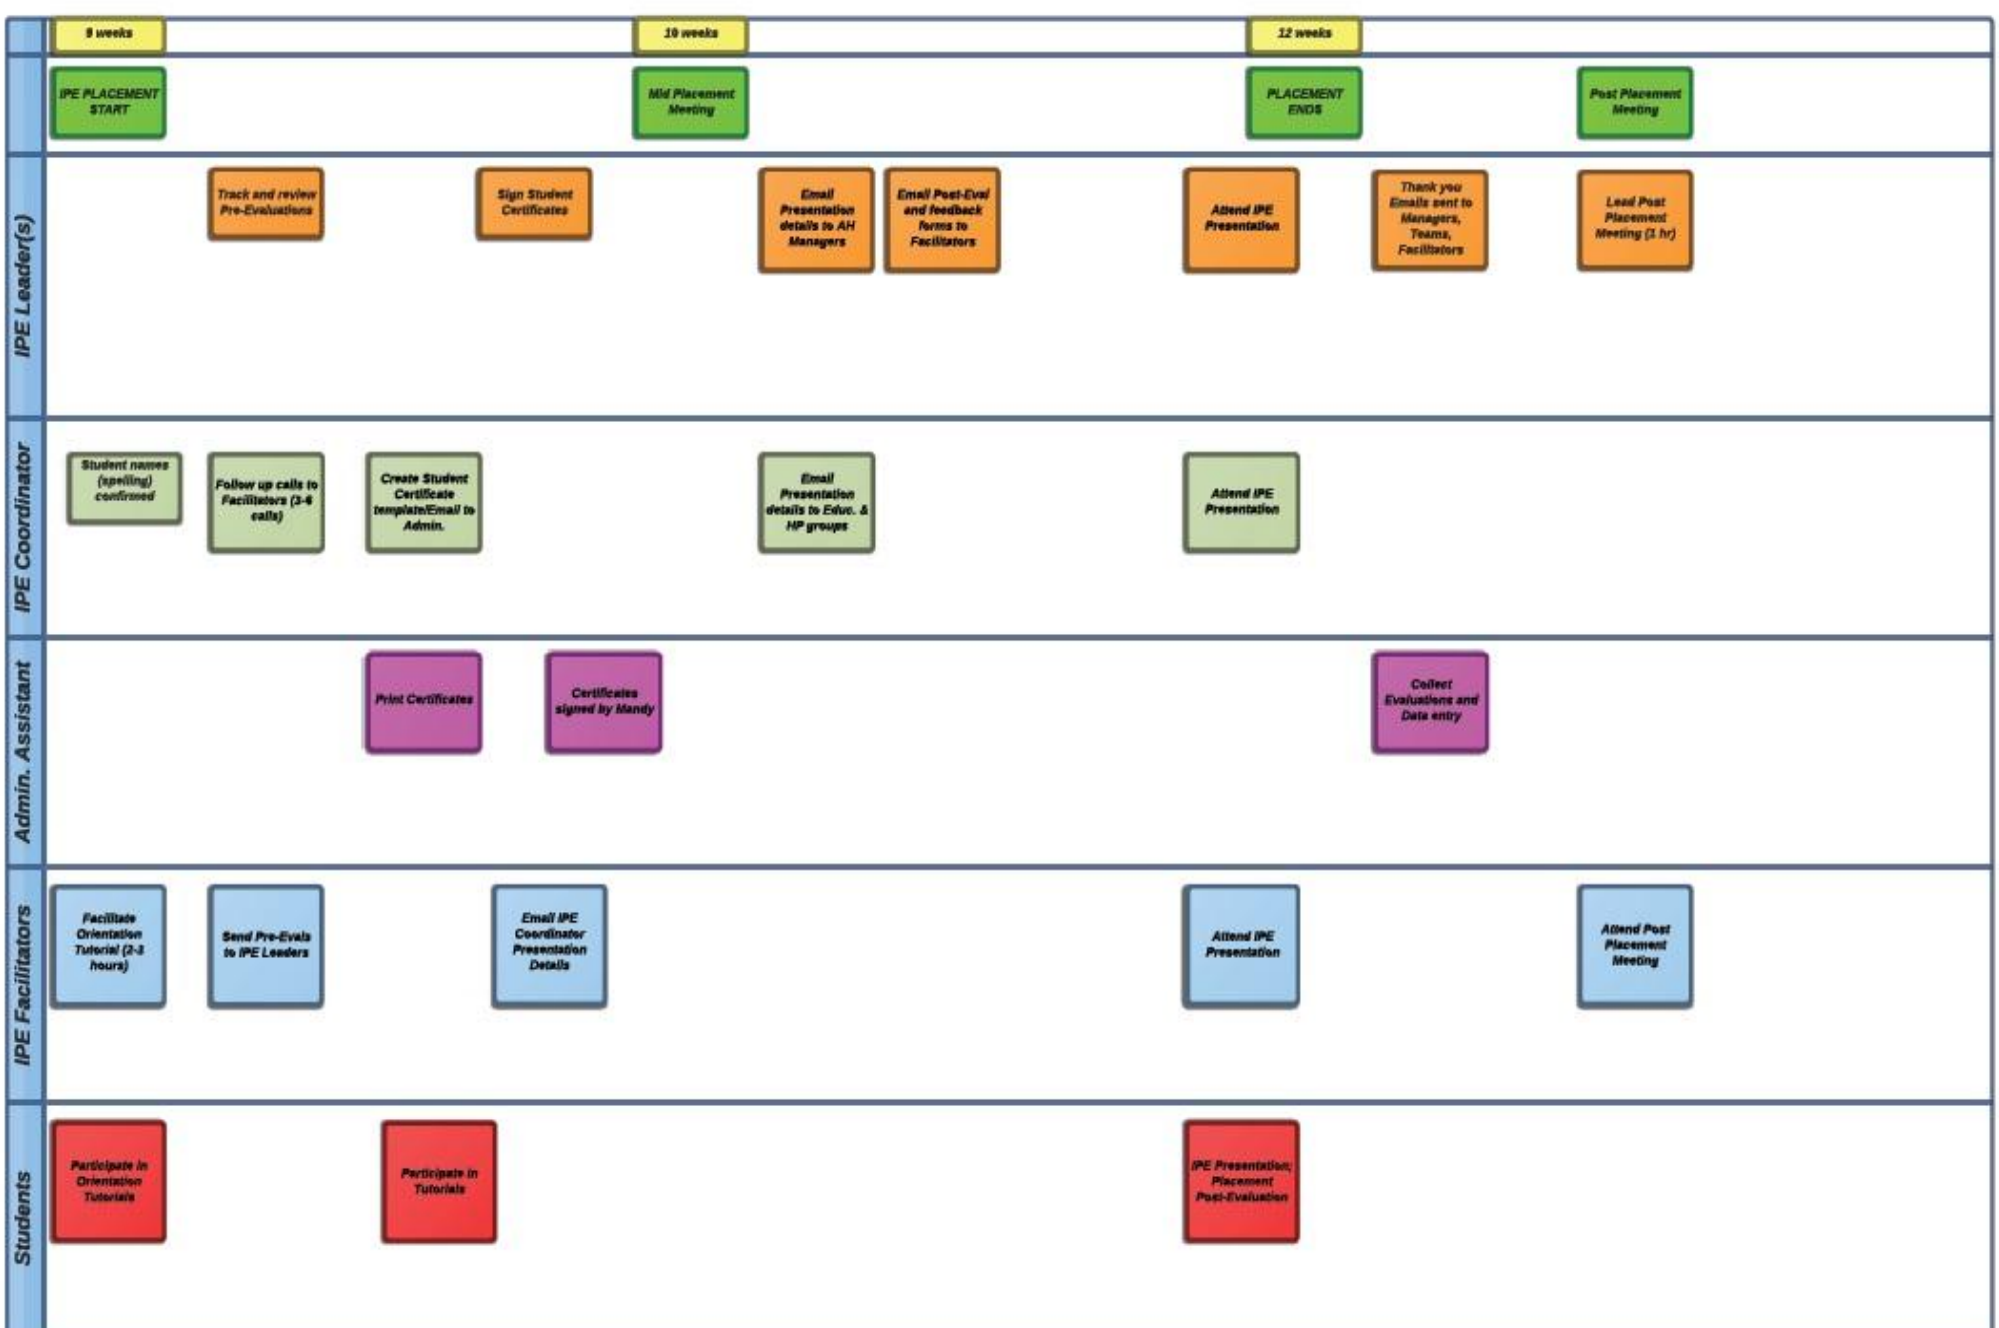 9 weeks
10 weeks
12 weeks
IPE PLACEMENT
START
Mid Placement
Meeting
PLACEMENT
ENDS
Post Placement
Meeting
IPE Leader(s)
Track and review
Pre-Evaluations
Sign Student
Certificates
Email
Presentation
details to AH
Managers
Email Post-Eval
and feedback
forms to
Facilitators
Attend IPE
Presentation
Thank you
Emails sent to
Managers,
Teams,
Facilitators
Lead Post
Placement
Meeting (1 hr)
IPE Coordinator
Student names
(spelling)
confirmed
Follow up calls to
Facilitators (3-6
calls)
Create Student
Certificate
template/Email to
Admin.
Email
Presentation
details to Educ. &
HP groups
Attend IPE
Presentation
Admin. Assistant
Print Certificates
Certificates
signed by Mandy
Collect
Evaluations and
Data entry
IPE Facilitators
Facilitate
Orientation
Tutorial (2-3
hours)
Send Pre-Evals
to IPE Leaders
Email IPE
Coordinator
Presentation
Details
Attend IPE
Presentation
Attend Post
Placement
Meeting
Students
Participate in
Orientation
Tutorials
Participate in
Tutorials
IPE Presentation;
Placement
Post-Evaluation